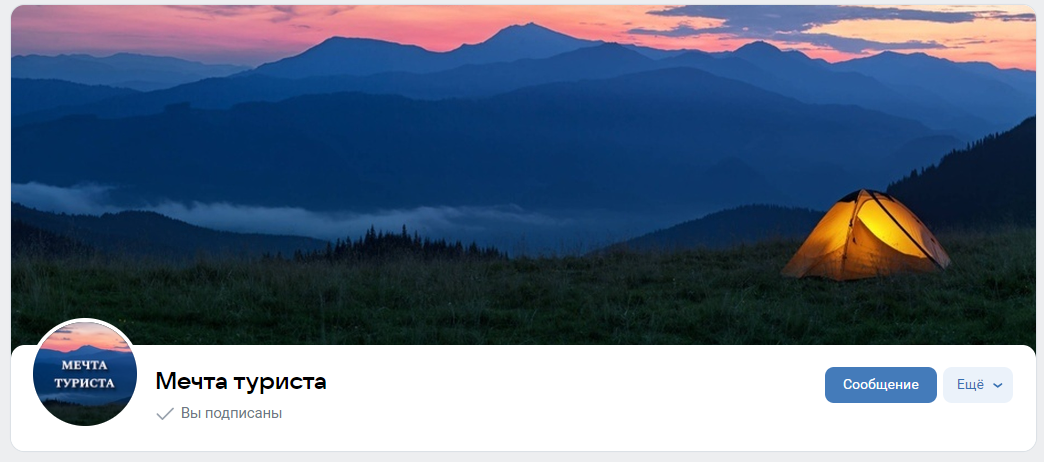 МЕЧТА
ТУРИСТА
Мечта туриста
Вы подписаны
Сообщение
Ещё